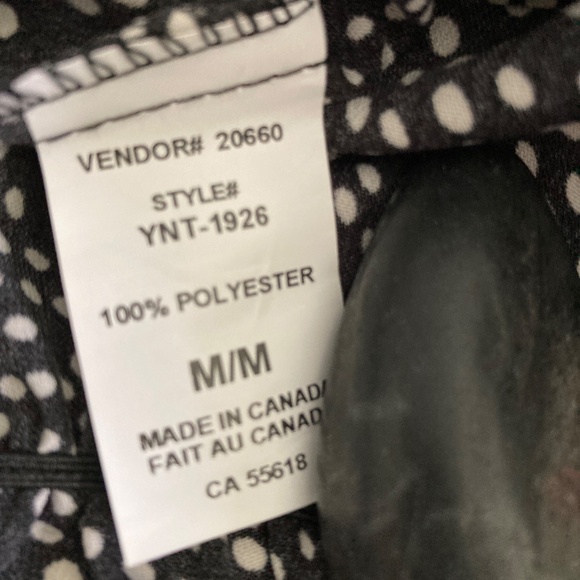 VENDOR# 20660
STYLE#
YNT-1926
100% POLYESTER
M/M
MADE IN CANADA
FAIT AU CANAD
CA 55618